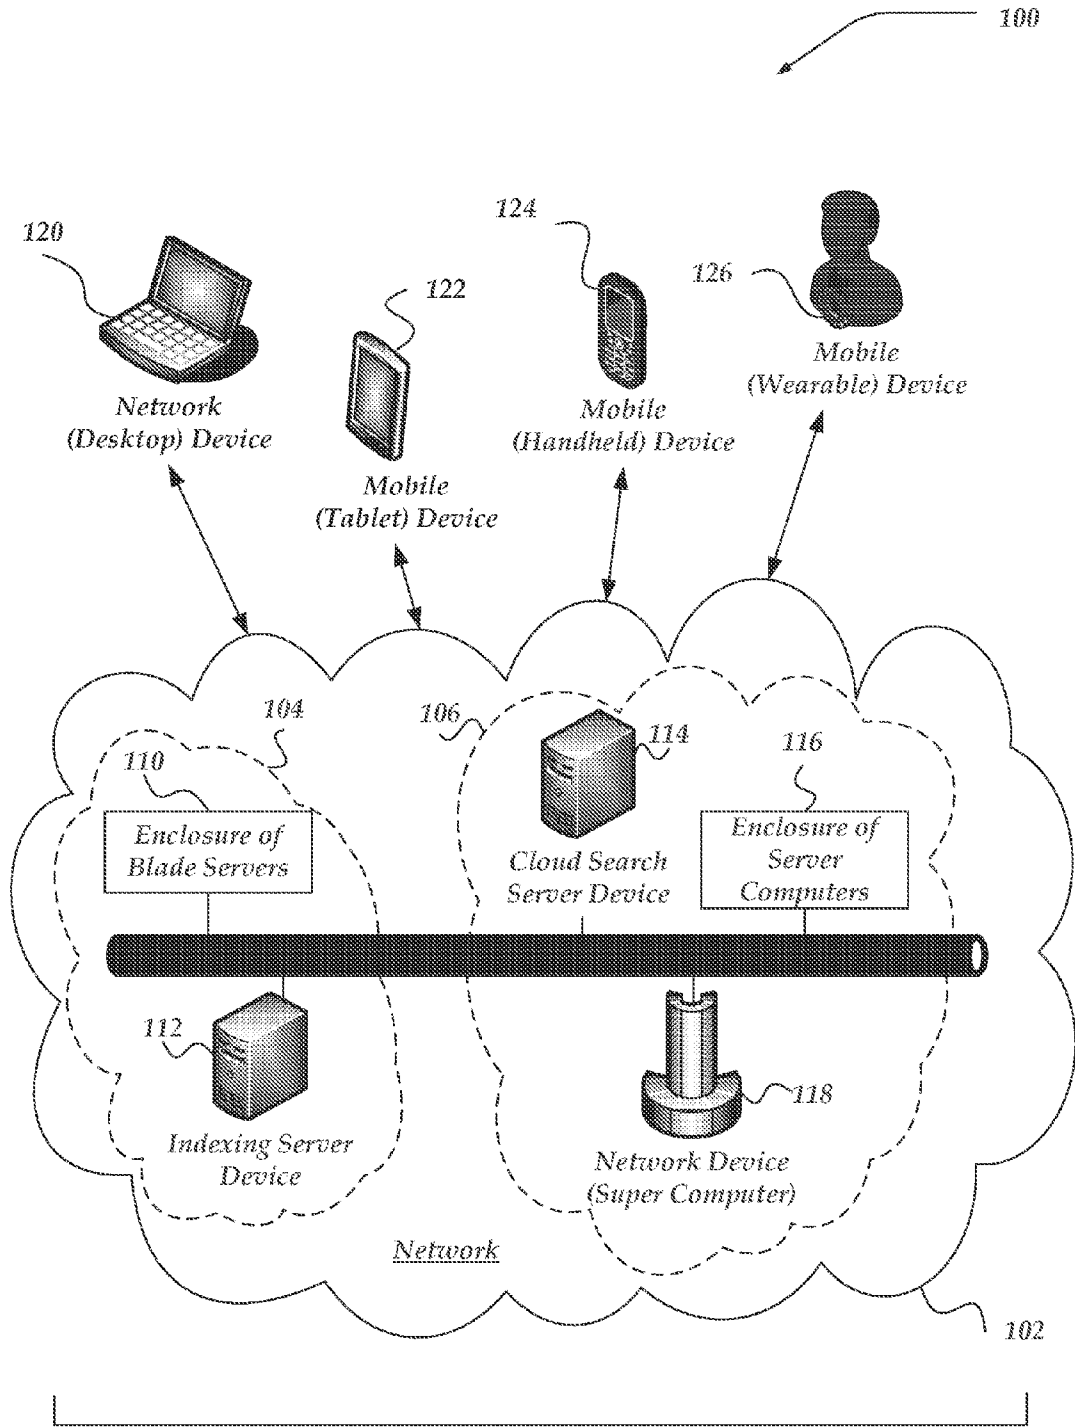 100
120
124
126
122
Network
(Desktop) Device
Mobile
(Tablet) Device
Mobile
(Handheld) Device
Mobile
(Wearable) Device
104
106
114
110
116
Enclosure of
Blade Servers
Cloud Search
Server Device
Enclosure of
Server
Computers
112
118
Indexing Server
Device
Network Device
(Super Computer)
Network
102